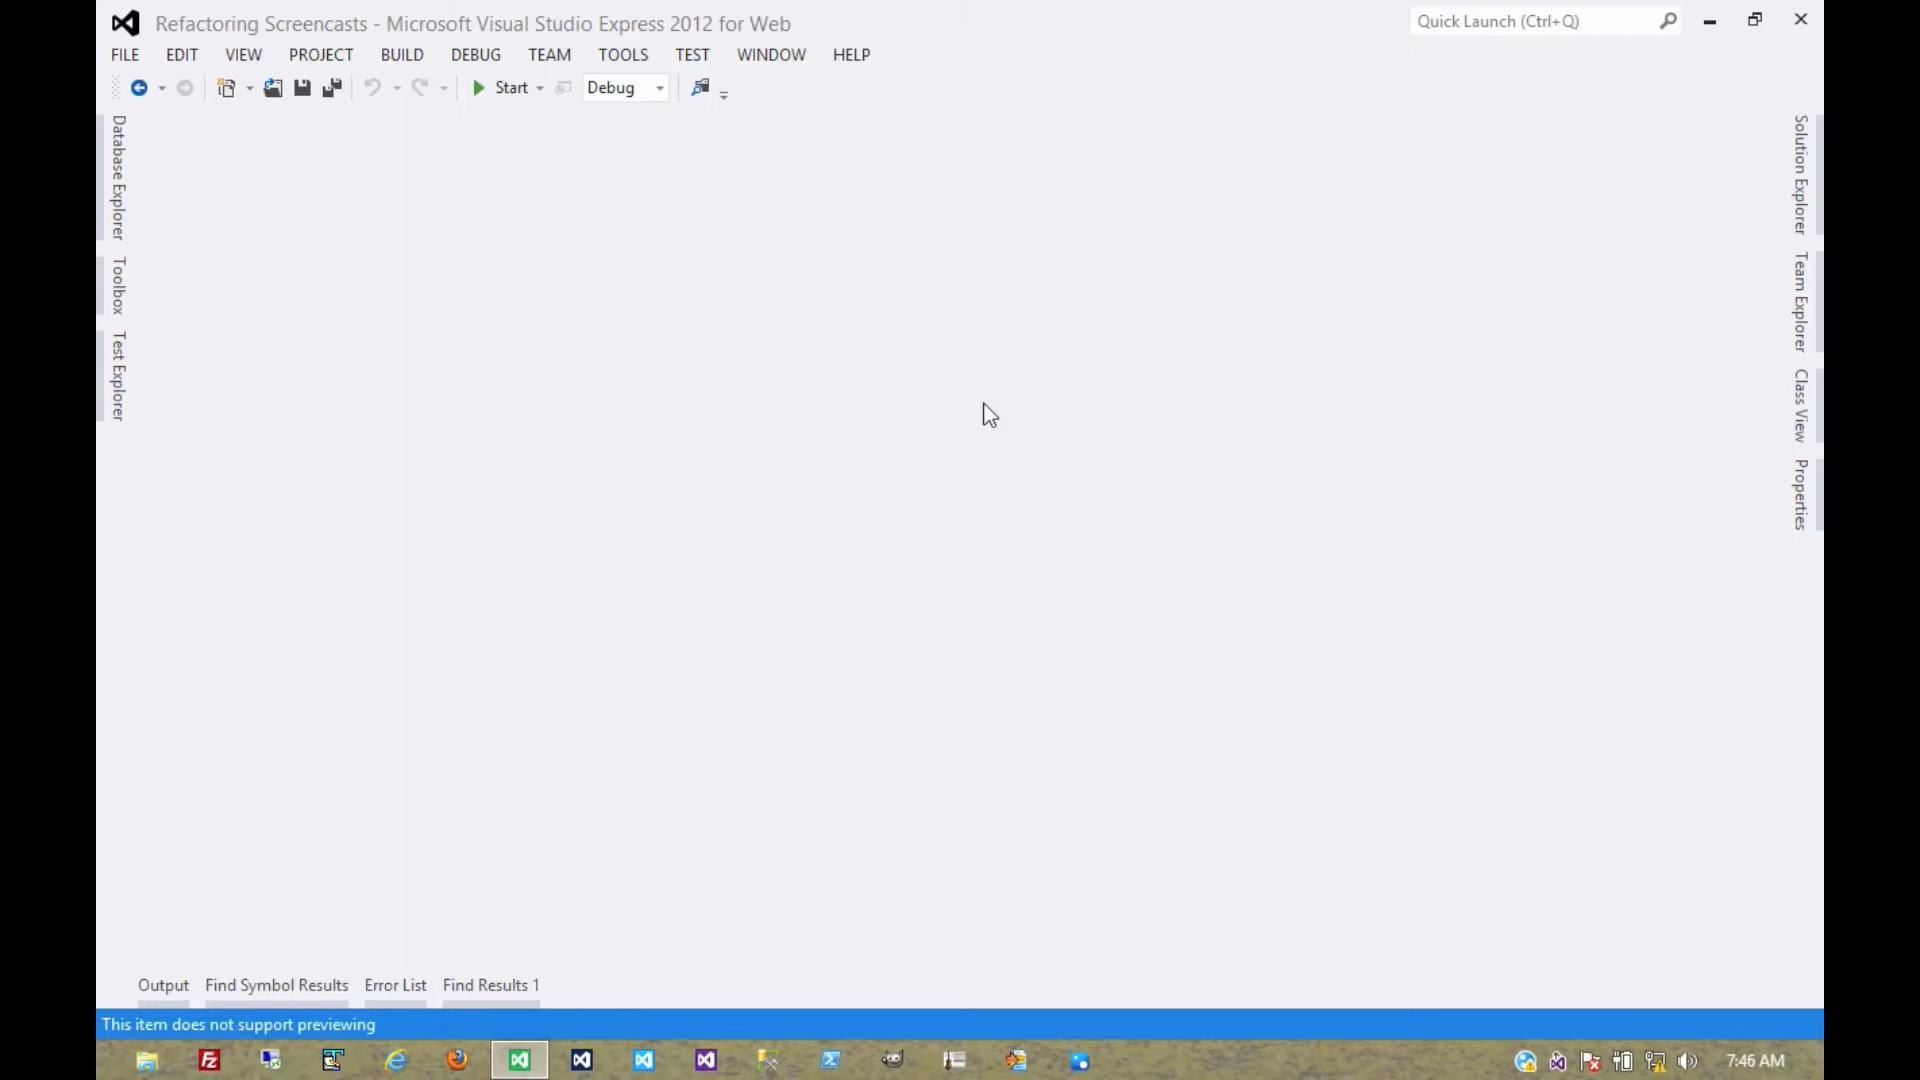 Refactoring Screencasts - Microsoft Visual Studio Express 2012 for Web
Quick Launch (Ctrl+Q)
FILE EDIT VIEW PROJECT BUILD DEBUG TEAM TOOLS TEST WINDOW HELP
Start Debug
Database Explorer
Toolbox
Test Explorer
Solution Explorer
Team Explorer
Class View
Properties
Output Find Symbol Results Error List Find Results 1
This item does not support previewing
Fz
7:46 AM